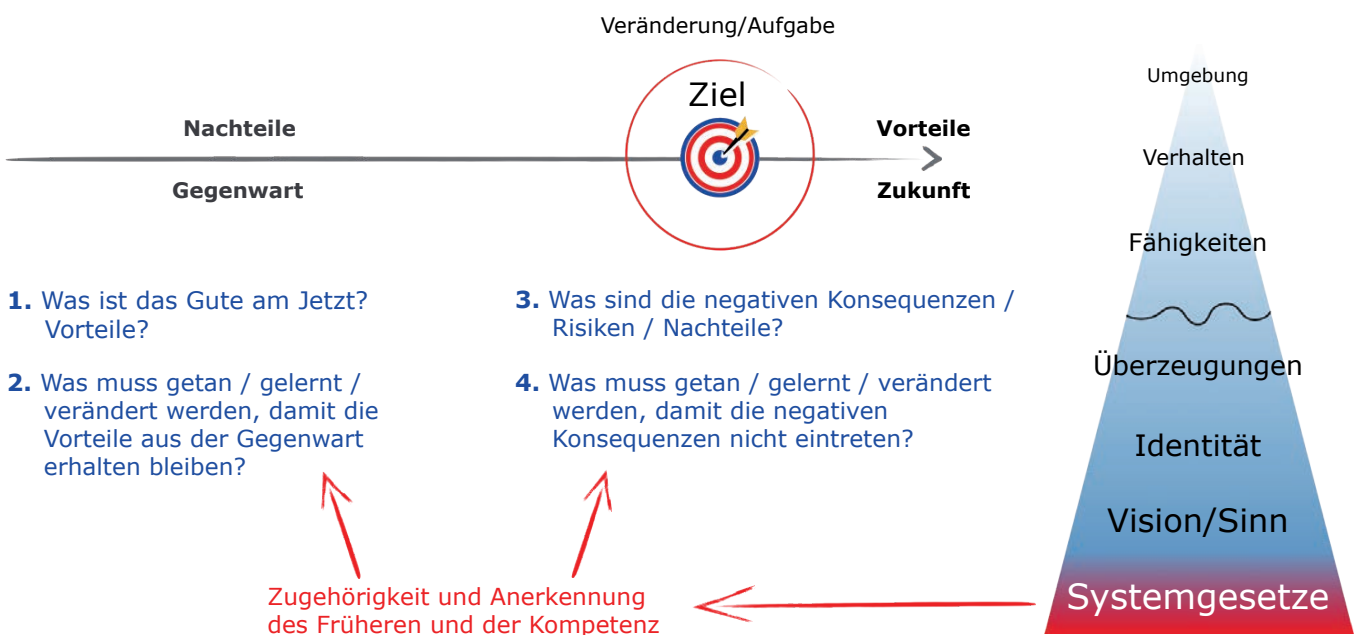 Veränderung/Aufgabe
Ziel
Nachteile
Vorteile
Gegenwart
Zukunft
1. Was ist das Gute am Jetzt?
Vorteile?
2. Was muss getan / gelernt /
verändert werden, damit die
Vorteile aus der Gegenwart
erhalten bleiben?
3. Was sind die negativen Konsequenzen /
Risiken / Nachteile?
4. Was muss getan / gelernt / verändert
werden, damit die negativen
Konsequenzen nicht eintreten?
Zugehörigkeit und Anerkennung
des Früheren und der Kompetenz
Umgebung
Verhalten
Fähigkeiten
Überzeugungen
Identität
Vision/Sinn
Systemgesetze